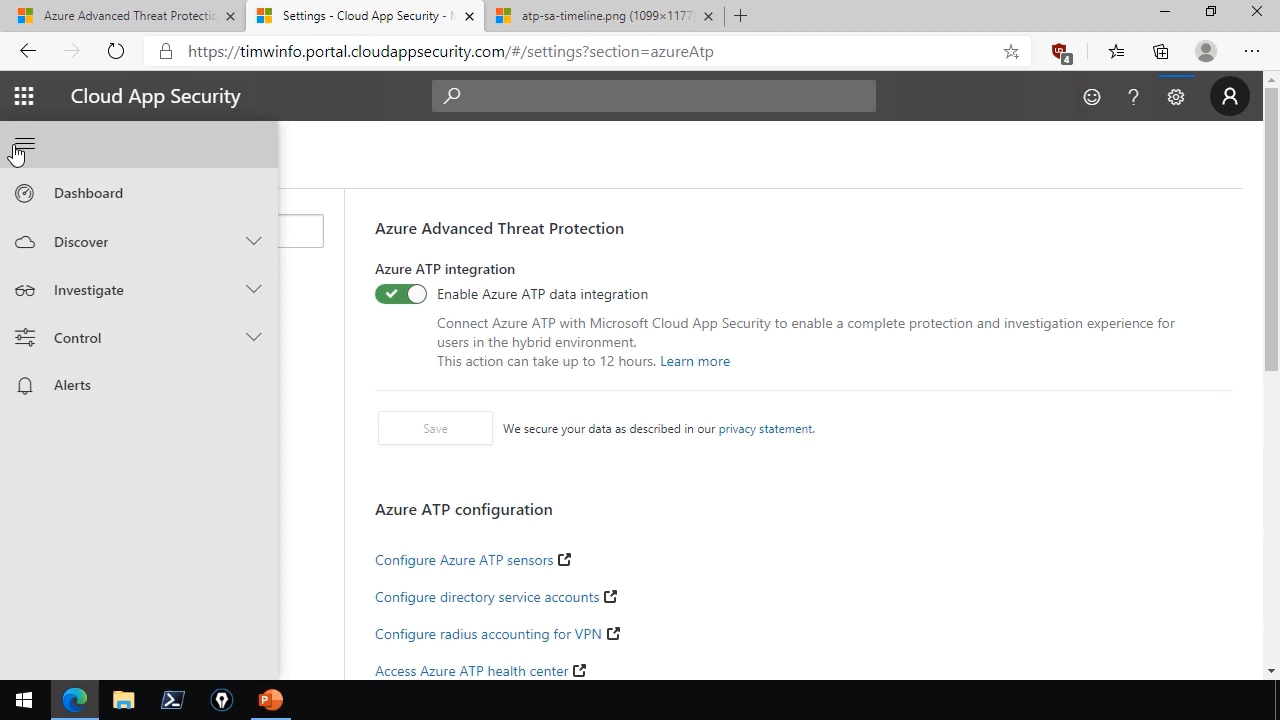 Azure Advanced Threat Protectic
Settings - Cloud App Security - M
atp-sa-timeline.png (1099×1177
https://timwinfo.portal.cloudappsecurity.com/#/settings?section=azureAtp
4
Cloud App Security
?
Dashboard
Discover
Investigate
Control
Alerts
Azure Advanced Threat Protection
Azure ATP integration
Enable Azure ATP data integration
Connect Azure ATP with Microsoft Cloud App Security to enable a complete protection and investigation experience for
users in the hybrid environment.
This action can take up to 12 hours. Learn more
Save
We secure your data as described in our privacy statement.
Azure ATP configuration
Configure Azure ATP sensors
Configure directory service accounts
Configure radius accounting for VPN
Access Azure ATP health center